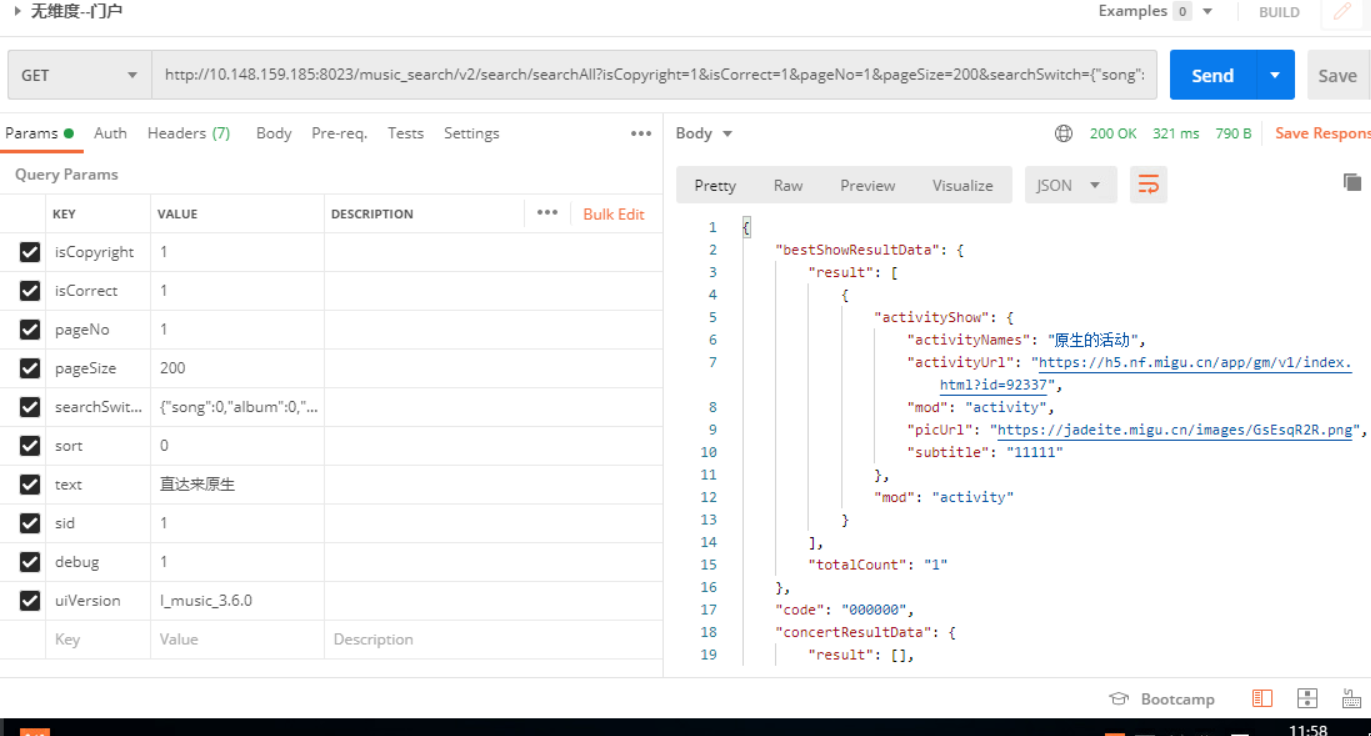 无维度--门户
Examples 0
BUILD
GET
http://10.148.159.185:8023/music_search/v2/search/searchAll?isCopyright=1&isCorrect=1&pageNo=1&pageSize=200&searchSwitch={"song":
Send
Save
Params Auth Headers (7) Body Pre-req. Tests Settings
Query Params
KEY VALUE DESCRIPTION ••• Bulk Edit
isCopyright 1
isCorrect 1
pageNo 1
pageSize 200
searchSwit... {"song":0,"album":0,"...
sort 0
text 直达来原生
sid 1
debug 1
uiVersion I_music_3.6.0
Key Value Description
Body 200 OK 321 ms 790 B Save Respons
Pretty Raw Preview Visualize JSON
1 {
2 "bestShowResultData": {
3 "result": [
4 {
5 "activityShow": {
6 "activityNames": "原生的活动",
7 "activityUrl": "https://h5.nf.migu.cn/app/gm/v1/index.
html?id=92337",
8 "mod": "activity",
9 "picUrl": "https://jadeite.migu.cn/images/GsEsqR2R.png",
10 "subtitle": "11111"
11 },
12 "mod": "activity"
13 }
14 ],
15 "totalCount": "1"
16 },
17 "code": "000000",
18 "concertResultData": {
19 "result": [],
Bootcamp
11:58